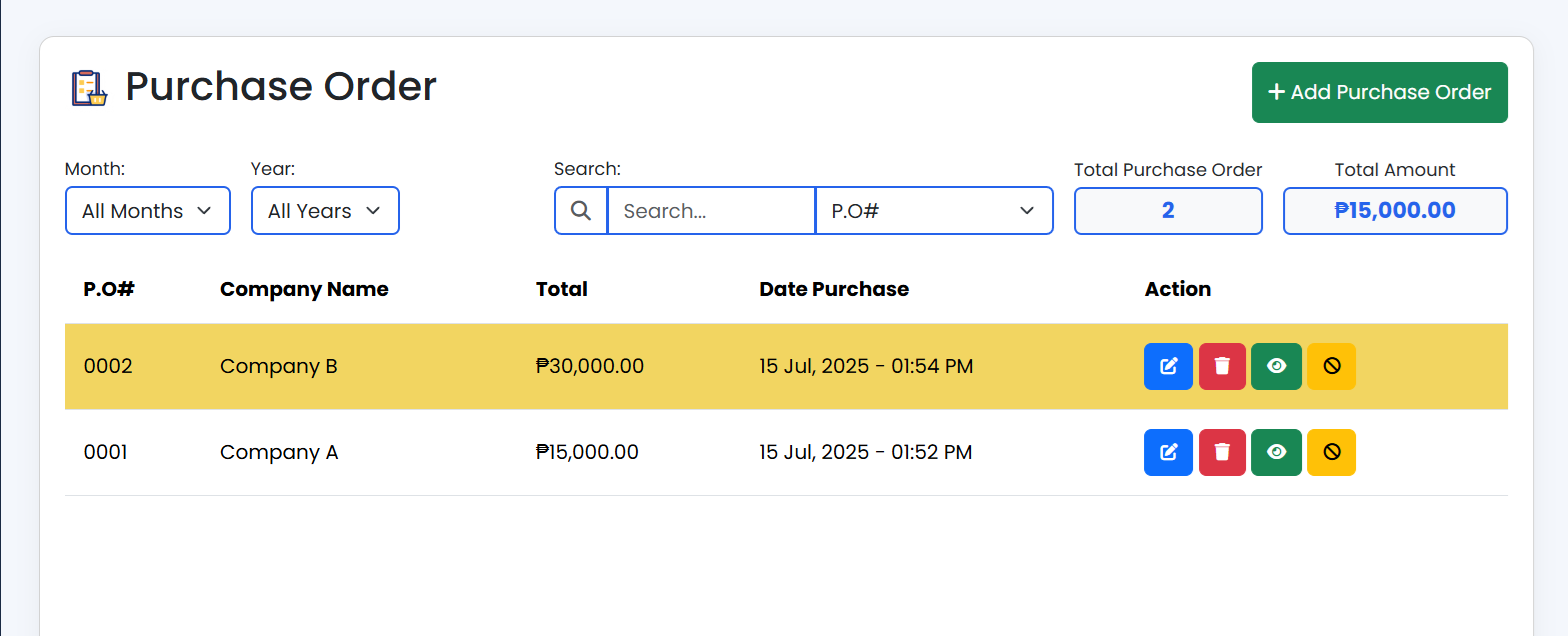 Purchase Order
+ Add Purchase Order
Month: Year: Search: Total Purchase Order Total Amount
All Months All Years Search... P.O# 2 ₱15,000.00
P.O# Company Name Total Date Purchase Action
0002 Company B ₱30,000.00 15 Jul, 2025 - 01:54 PM
0001 Company A ₱15,000.00 15 Jul, 2025 - 01:52 PM